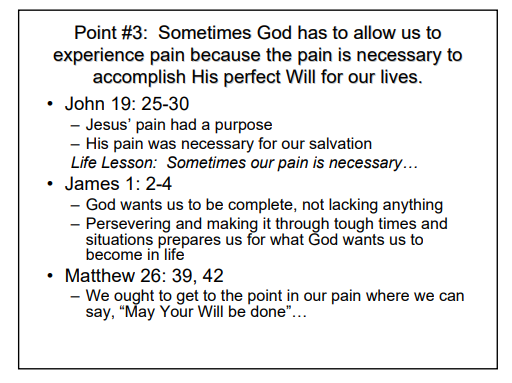 Point #3:  Sometimes God has to allow us to
experience pain because the pain is necessary to
accomplish His perfect Will for our lives.
• John 19: 25-30
– Jesus' pain had a purpose
– His pain was necessary for our salvation
Life Lesson:  Sometimes our pain is necessary…
• James 1: 2-4
– God wants us to be complete, not lacking anything
– Persevering and making it through tough times and
situations prepares us for what God wants us to
become in life
• Matthew 26: 39, 42
– We ought to get to the point in our pain where we can
say, “May Your Will be done”…